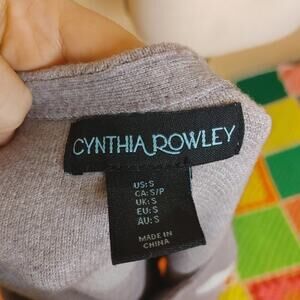 CYNTHIA ROWLEY
US: S
CA: S/P
UK: S
EU: S
AU: S
MADE IN
CHINA